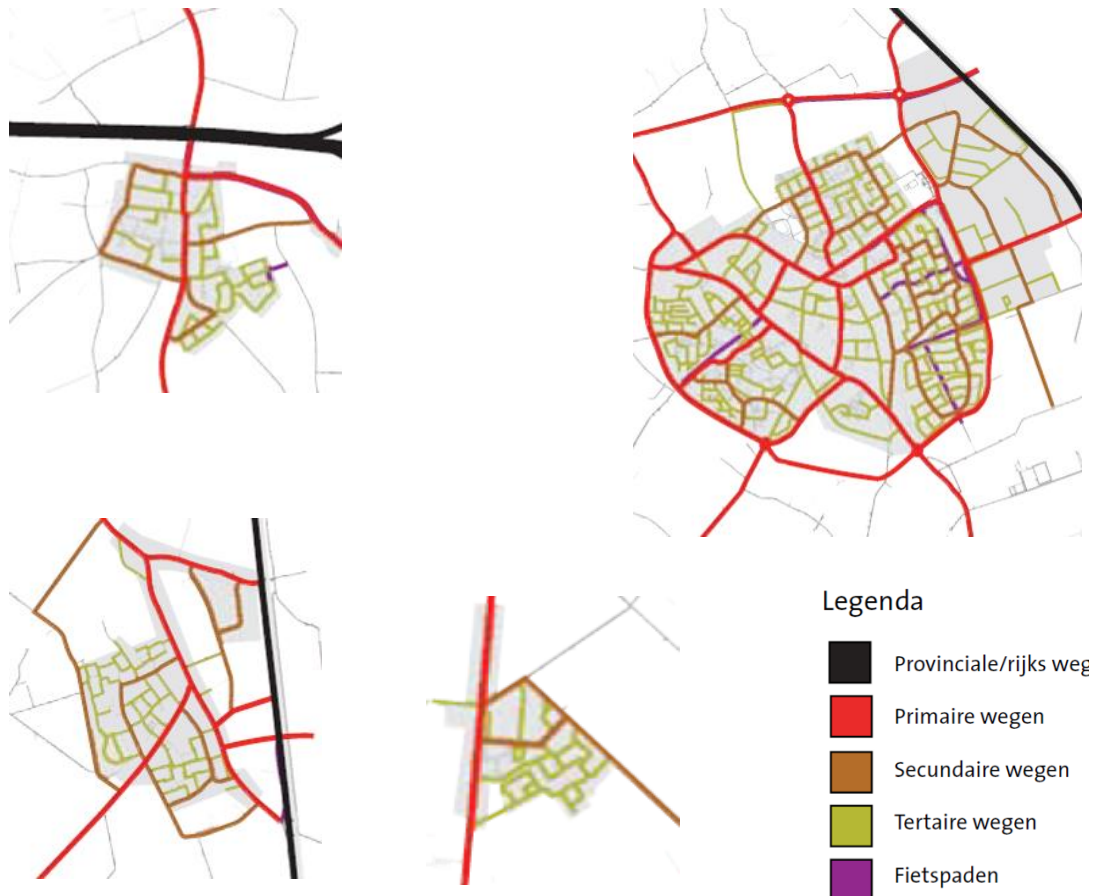 Legenda
Provinciale/rijks weg
Primaire wegen
Secundaire wegen
Tertaire wegen
Fietspaden